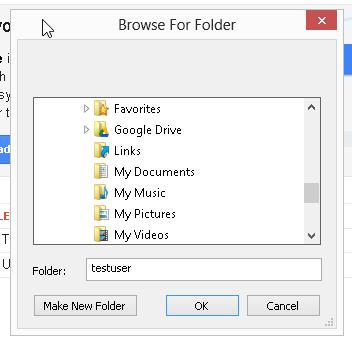 Browse For Folder
Favorites
Google Drive
Links
My Documents
My Music
My Pictures
My Videos
Folder: testuser
Make New Folder OK Cancel